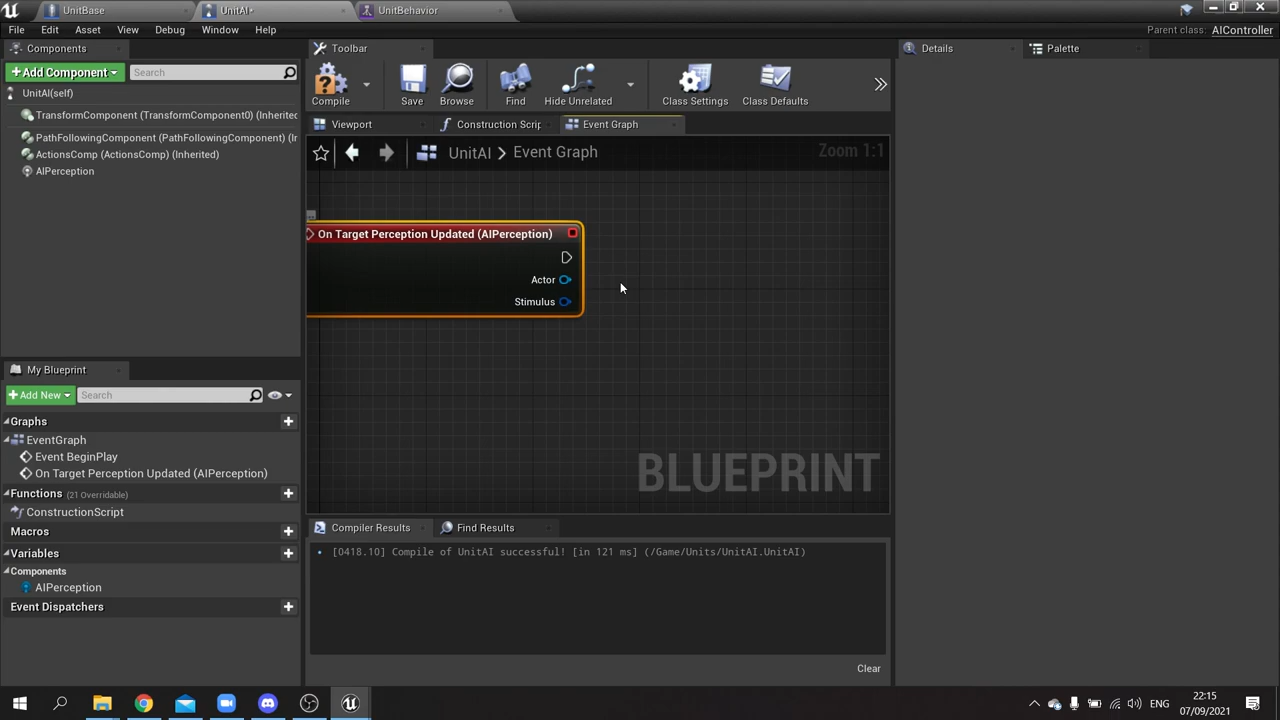 UnitBase
UnitAI*
UnitBehavior
File Edit Asset View Debug Window Help
Parent class: AIController
Components
+ Add Component
Search
UnitAI(self)
TransformComponent (TransformComponent0) (Inherited
PathFollowingComponent (PathFollowingComponent) (Ir
ActionsComp (ActionsComp) (Inherited)
AIPerception
Toolbar
Compile
Save
Browse
Find
Hide Unrelated
Class Settings
Class Defaults
Viewport
Construction Scrip
Event Graph
UnitAI > Event Graph
Zoom 1:1
On Target Perception Updated (AIPerception)
Actor
Stimulus
BLUEPRINT
Details
Palette
My Blueprint
+ Add New
Search
Graphs
EventGraph
Event BeginPlay
On Target Perception Updated (AIPerception)
Functions (21 Overridable)
ConstructionScript
Macros
Variables
Components
AIPerception
Event Dispatchers
Compiler Results
Find Results
[0418.10] Compile of UnitAI successful! [in 121 ms] (/Game/Units/UnitAI.UnitAI)
Clear
ENG
22:15
07/09/2021